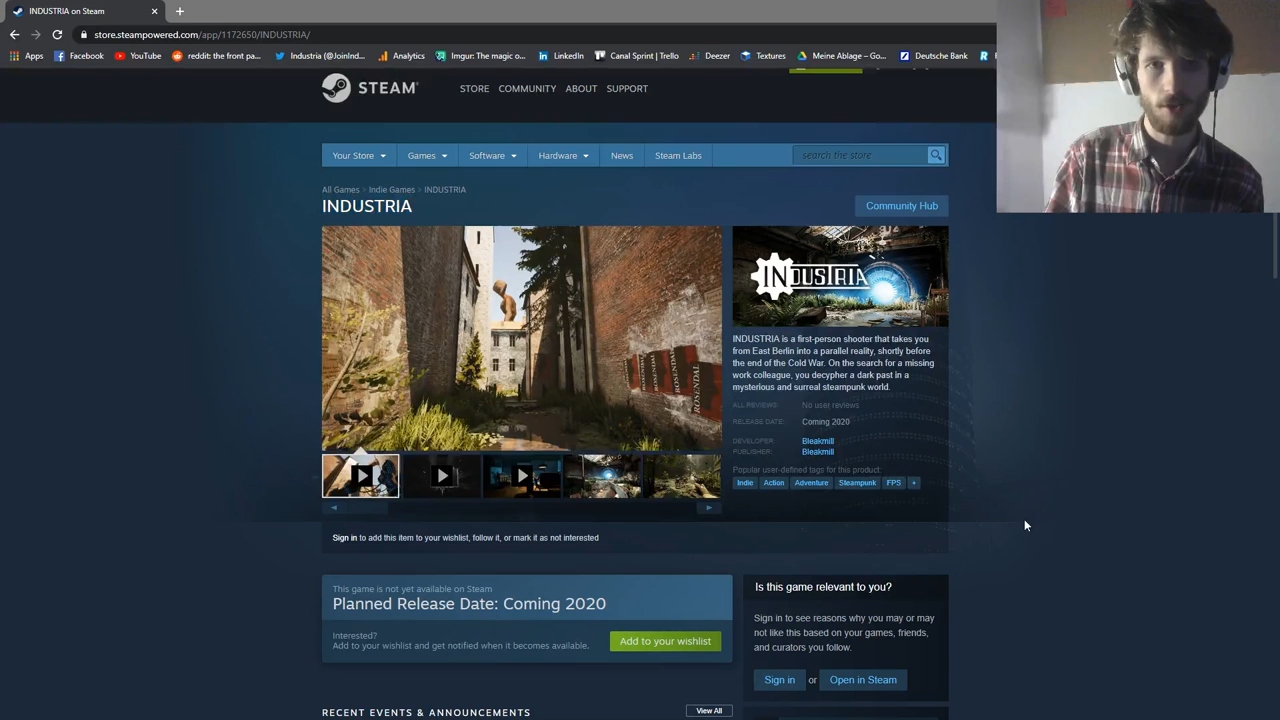 INDUSTRIA on Steam
store.steampowered.com/app/1172650/INDUSTRIA/
Apps Facebook YouTube reddit: the front pa... Industria (@JoinInd... Analytics Imgur: The magic o... LinkedIn Canal Sprint | Trello Deezer Textures Meine Ablage – Go... Deutsche Bank
STEAM STORE COMMUNITY ABOUT SUPPORT
Your Store Games Software Hardware News Steam Labs search the store
All Games > Indie Games > INDUSTRIA
INDUSTRIA
Community Hub
ROSENDAL
INDUSTRIA
INDUSTRIA is a first-person shooter that takes you
from East Berlin into a parallel reality, shortly before
the end of the Cold War. On the search for a missing
work colleague, you decypher a dark past in a
mysterious and surreal steampunk world.
ALL REVIEWS: No user reviews
RELEASE DATE: Coming 2020
DEVELOPER: Bleakmill
PUBLISHER: Bleakmill
Popular user-defined tags for this product:
Indie Action Adventure Steampunk FPS +
Sign in to add this item to your wishlist, follow it, or mark it as not interested
This game is not yet available on Steam
Planned Release Date: Coming 2020
Interested?
Add to your wishlist and get notified when it becomes available.
Add to your wishlist
Is this game relevant to you?
Sign in to see reasons why you may or
may not like this based on your games, friends,
and curators you follow.
Sign in or Open in Steam
RECENT EVENTS & ANNOUNCEMENTS View All